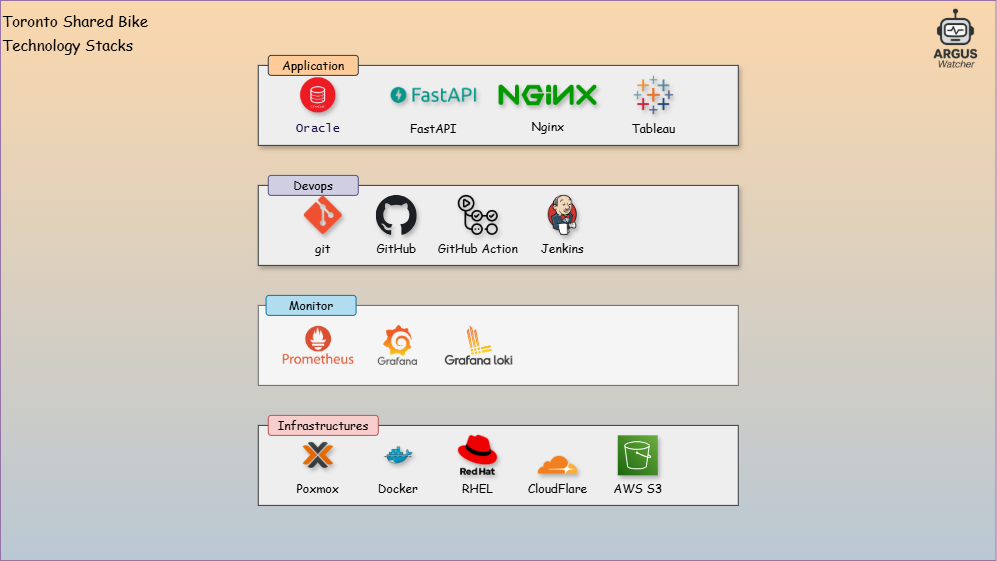 Toronto Shared Bike
Technology Stacks
ARGUS
Watcher
Application
FastAPI
NGINX
Oracle
FastAPI
Nginx
Tableau
Devops
git
GitHub
GitHub Action
Jenkins
Monitor
Prometheus
Grafana
Grafana loki
Infrastructures
Red Hat
Poxmox
Docker
RHEL
CloudFlare
AWS S3